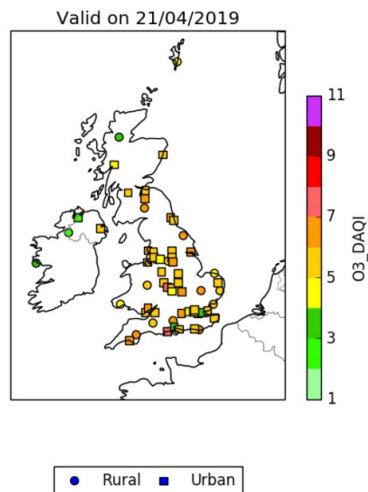 Valid on 21/04/2019
11
9
7
5
3
1
O3_DAQI
Rural
Urban